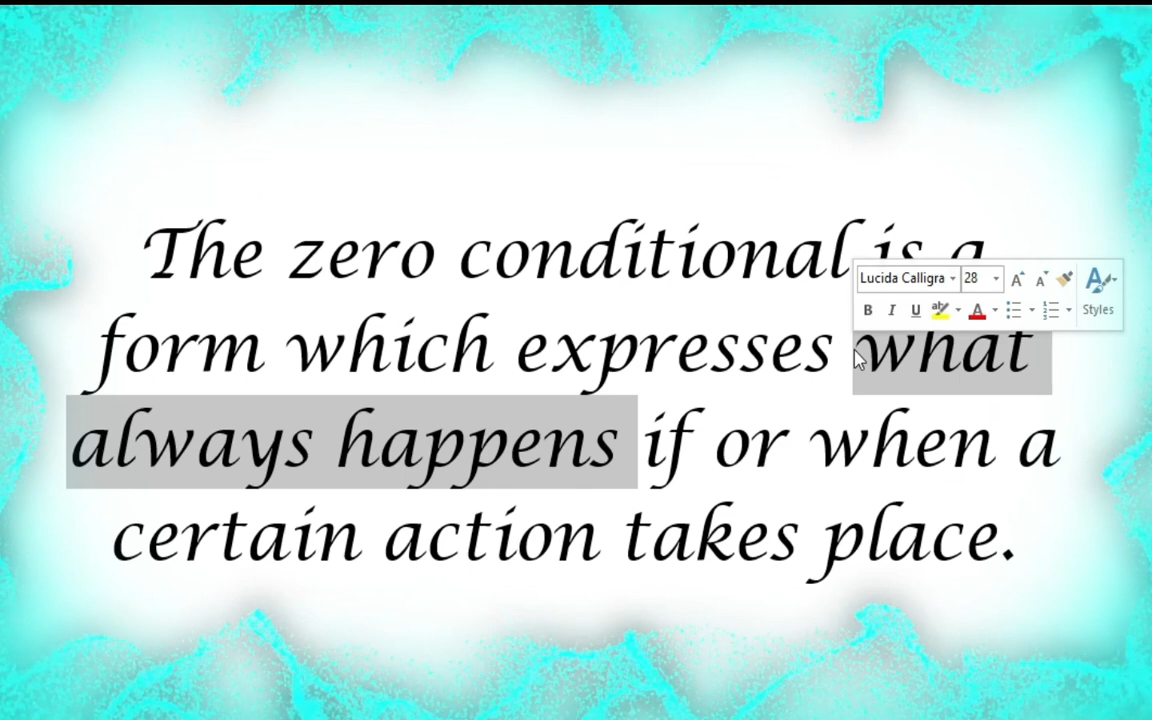 The zero conditional is a
Lucida Calligra 28
B I U A Styles
form which expresses what
always happens if or when a
certain action takes place.